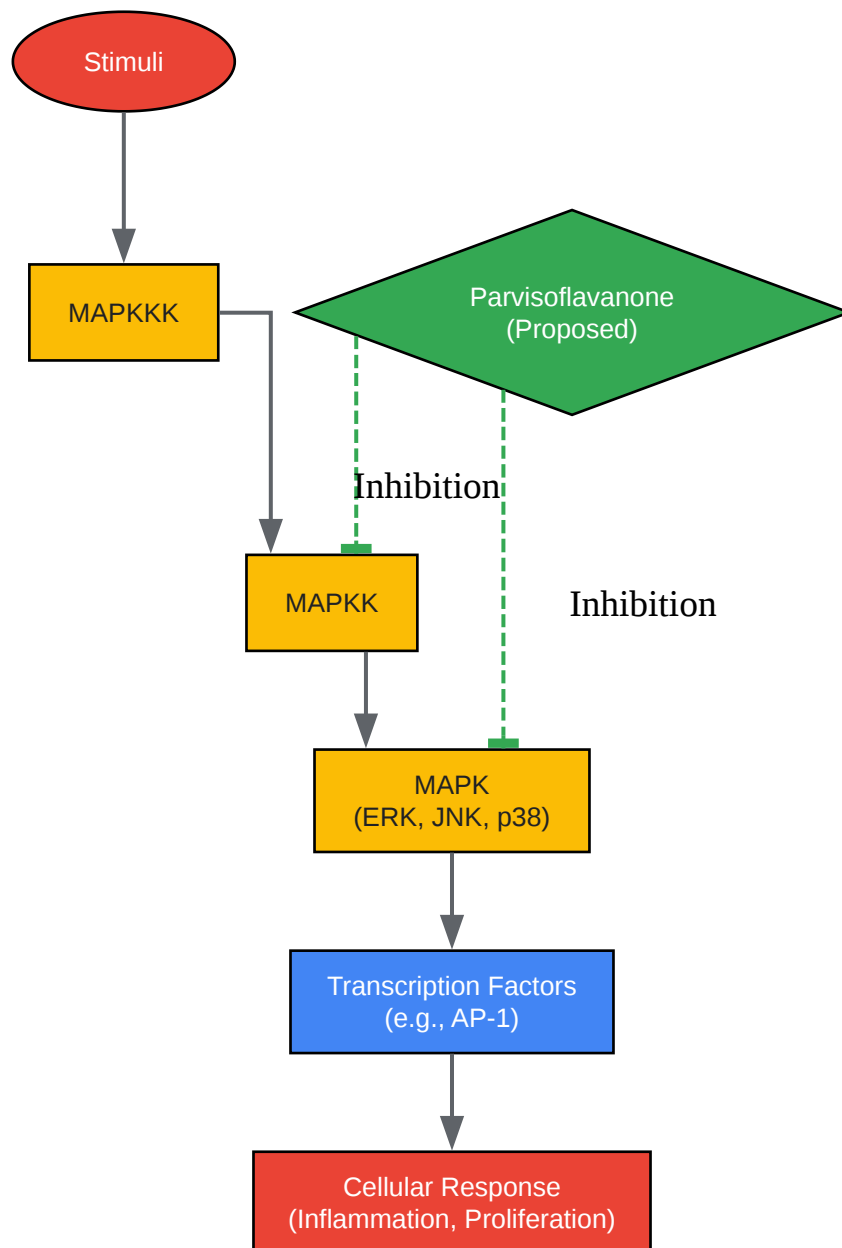 Stimuli
MAPKKK
Parvisoflavanone
(Proposed)
Inhibition
MAPKK
Inhibition
MAPK
(ERK, JNK, p38)
Transcription Factors
(e.g., AP-1)
Cellular Response
(Inflammation, Proliferation)